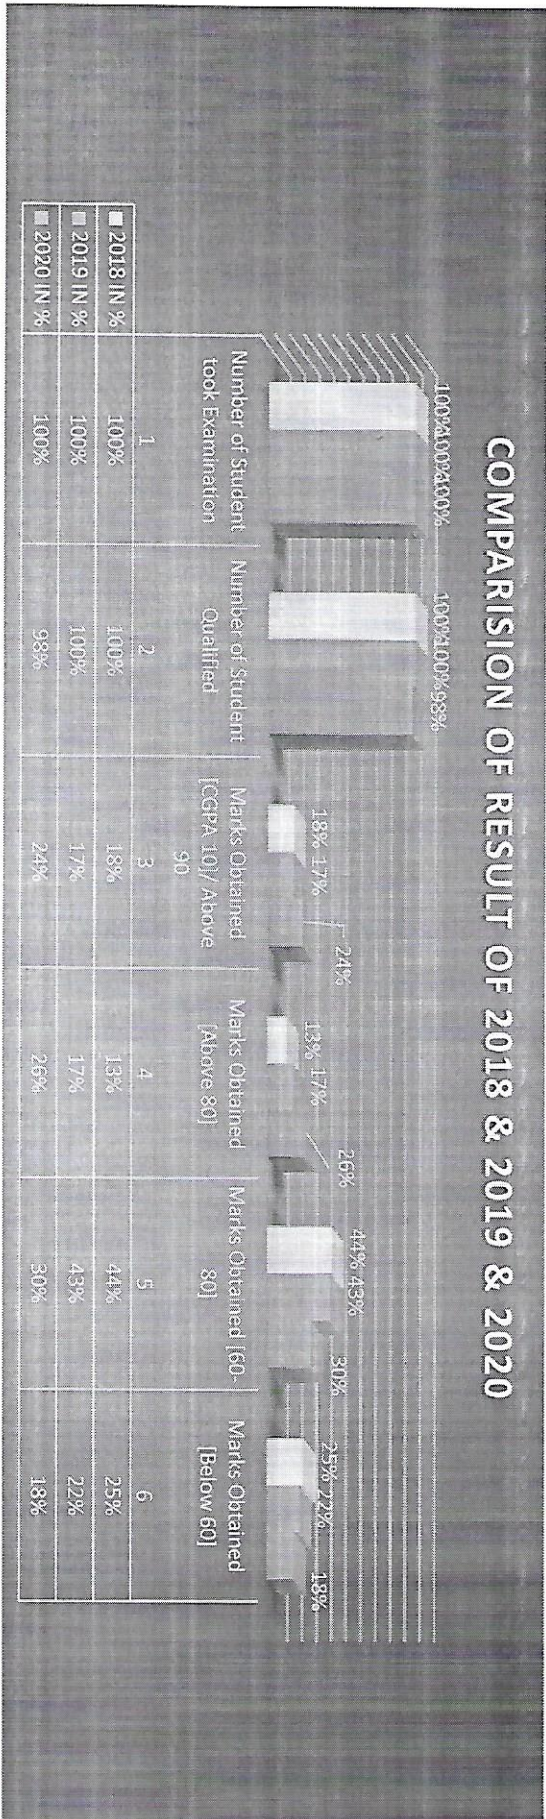 COMPARISION OF RESULT OF 2018 & 2019 & 2020
100% 100% 100%
100% 100% 98%
18% 17% 24%
13% 17% 26%
44% 43% 30%
25% 22% 18%
Number of Student took Examination
Number of Student Qualified
Marks Obtained [CGPA 10]/ Above 90
Marks Obtained [Above 80]
Marks Obtained [60-80]
Marks Obtained [Below 60]
1 2 3 4 5 6
2018 IN % 100% 100% 18% 13% 44% 25%
2019 IN % 100% 100% 17% 17% 43% 22%
2020 IN % 100% 98% 24% 26% 30% 18%